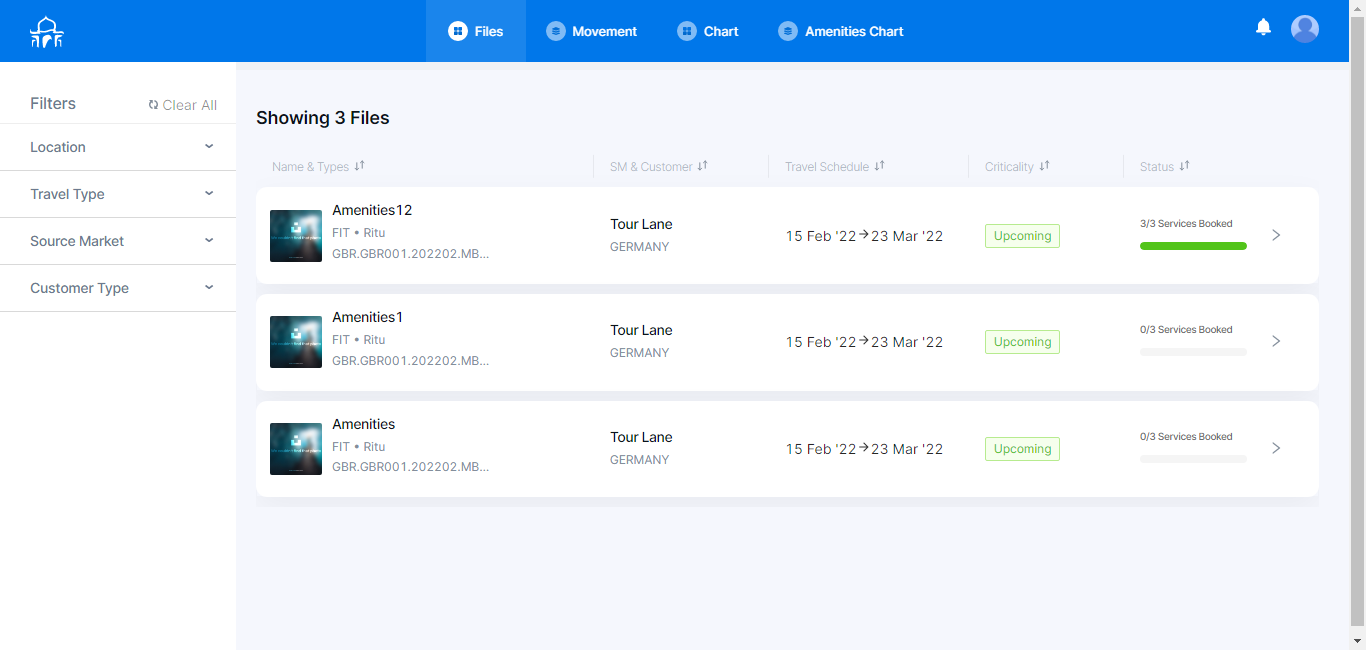 Files
Movement
Chart
Amenities Chart
Filters
Clear All
Location
Travel Type
Source Market
Customer Type
Showing 3 Files
Name & Types
SM & Customer
Travel Schedule
Criticality
Status
Amenities12
FIT • Ritu
GBR.GBR001.202202.MB...
Tour Lane
GERMANY
15 Feb '22→23 Mar '22
Upcoming
3/3 Services Booked
Amenities1
FIT • Ritu
GBR.GBR001.202202.MB...
Tour Lane
GERMANY
15 Feb '22→23 Mar '22
Upcoming
0/3 Services Booked
Amenities
FIT • Ritu
GBR.GBR001.202202.MB...
Tour Lane
GERMANY
15 Feb '22→23 Mar '22
Upcoming
0/3 Services Booked